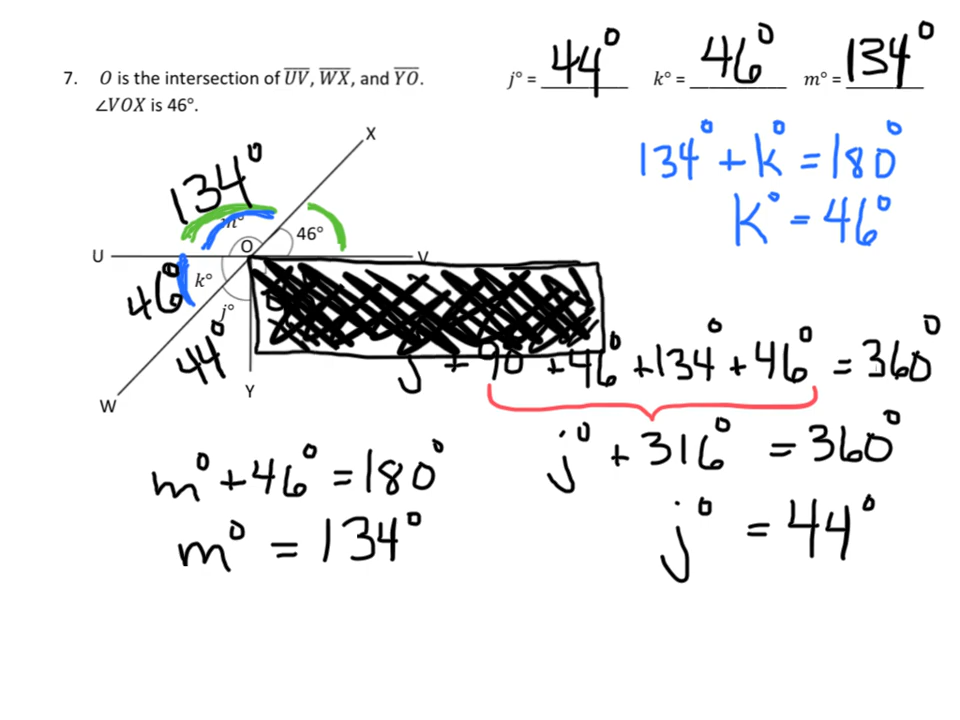 7. O is the intersection of UV, WX, and YO.
∠VOX is 46°.
j° = 44°
k° = 46°
m° = 134°
134° + k° = 180°
k° = 46°
X
134°
m°
46°
O
U
V
46°
k°
j°
44°
Y
W
j + 90 + 46° + 134° + 46° = 360°
j° + 316° = 360°
j° = 44°
m° + 46° = 180°
m° = 134°